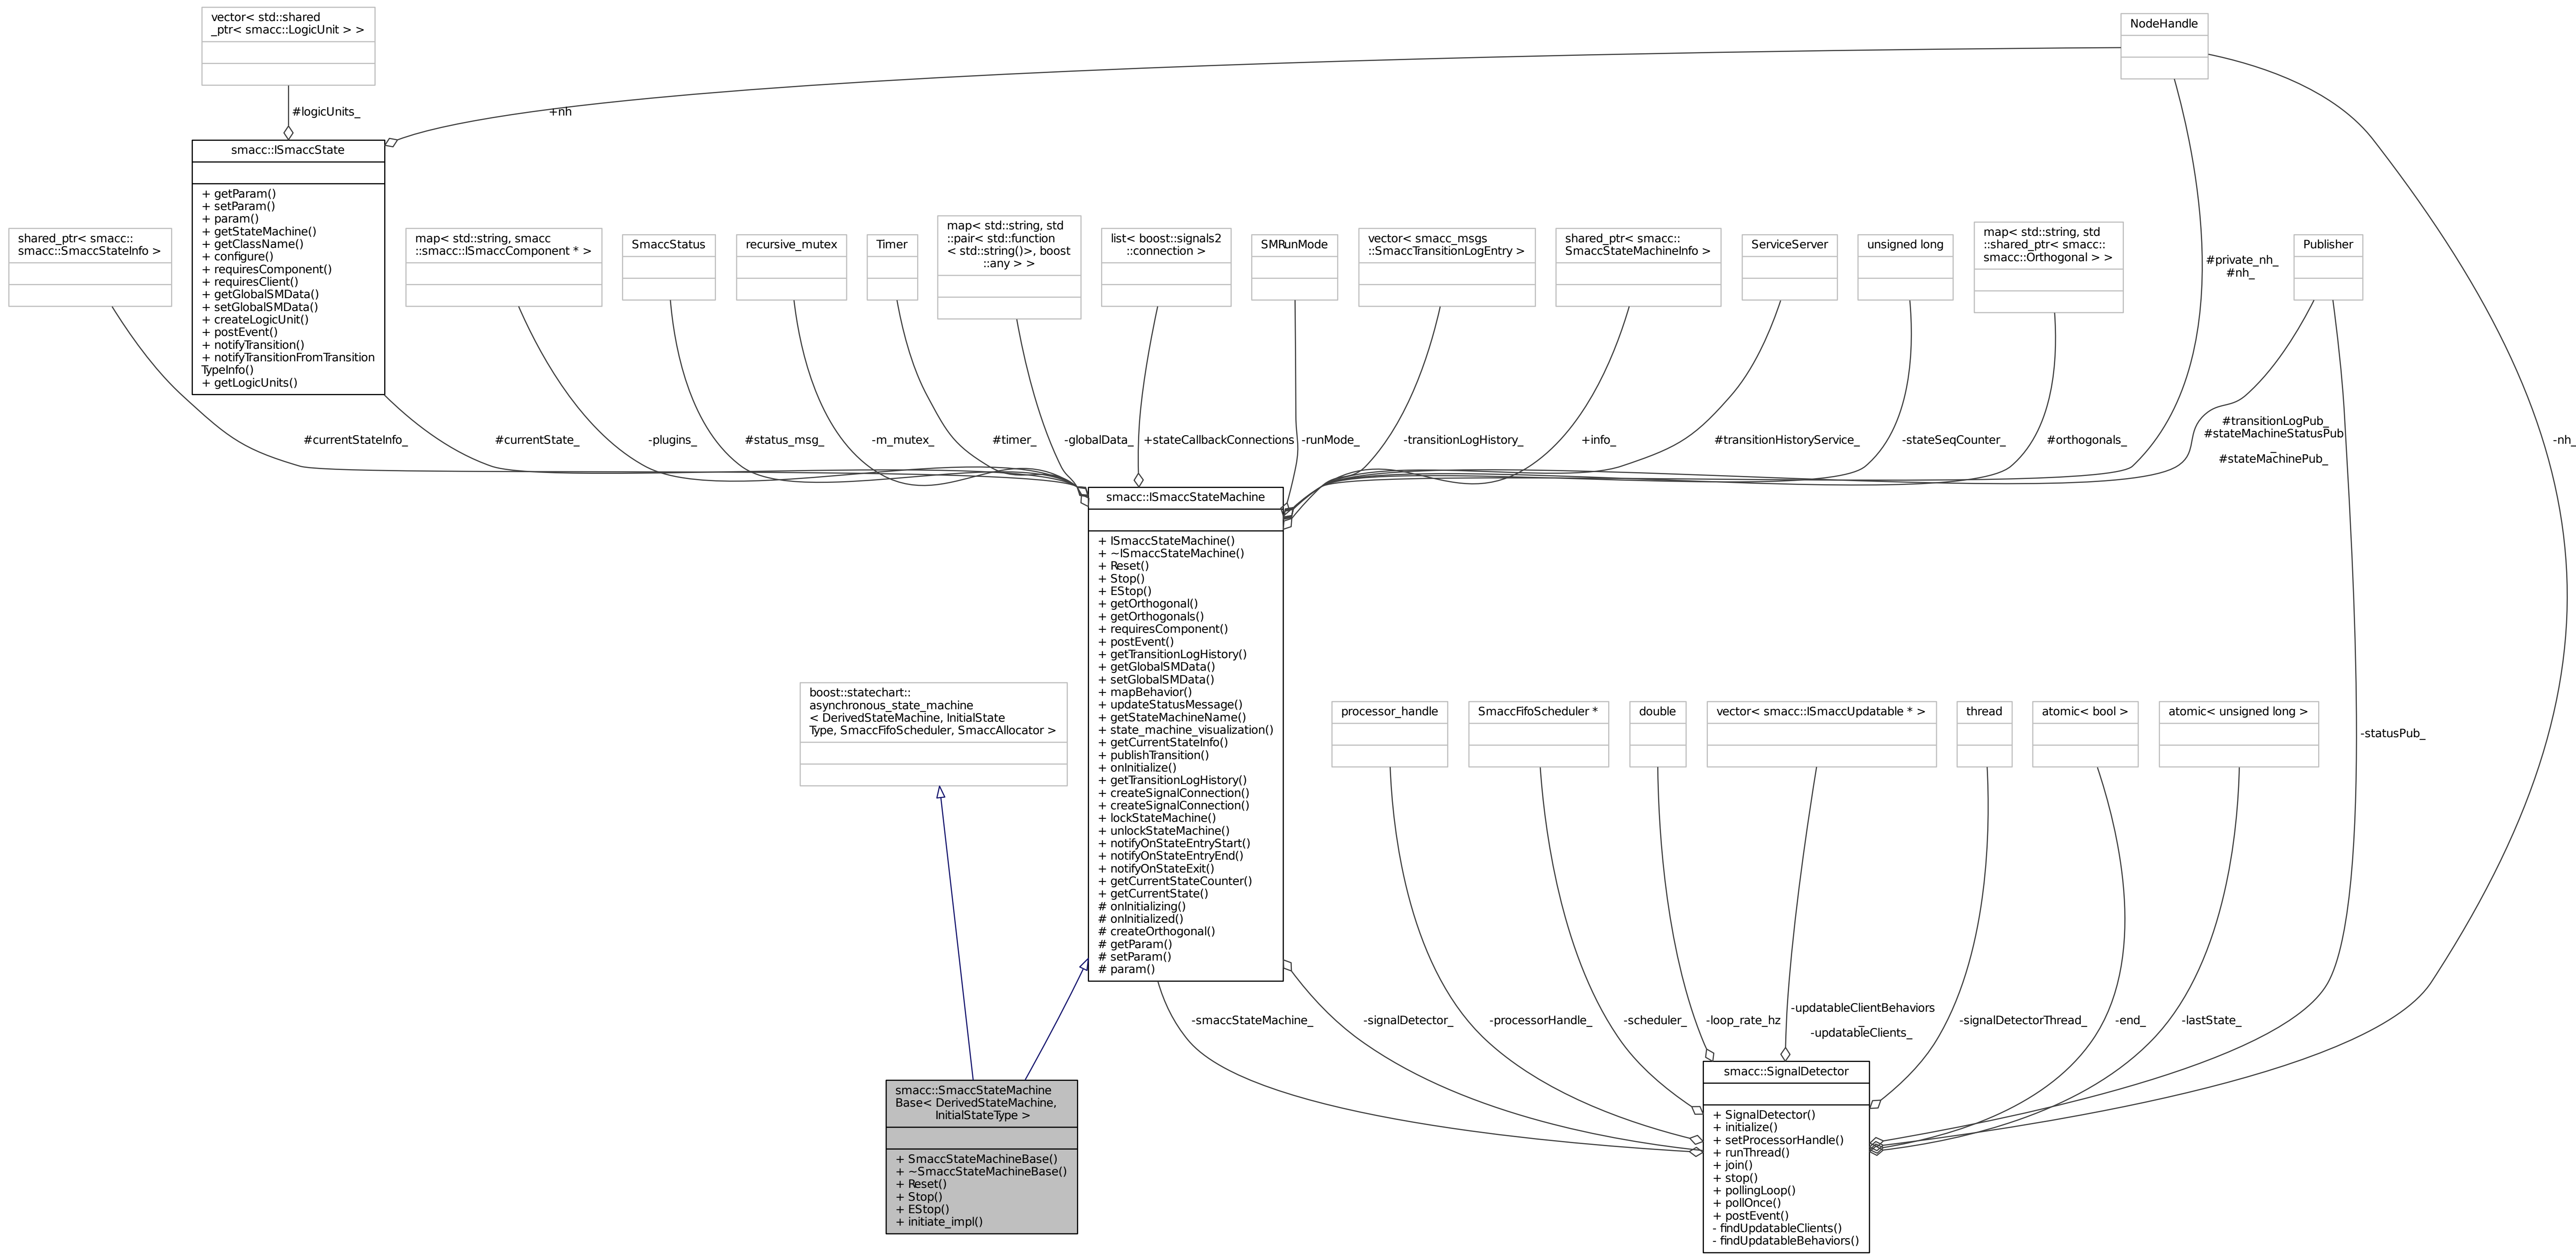 vector< std::shared
_ptr< smacc::LogicUnit > >
NodeHandle
#logicUnits_
+nh
smacc::ISmaccState
+ getParam()
+ setParam()
+ param()
+ getStateMachine()
+ getClassName()
+ configure()
+ requiresComponent()
+ requiresClient()
+ getGlobalSMData()
+ setGlobalSMData()
+ createLogicUnit()
+ postEvent()
+ notifyTransition()
+ notifyTransitionFromTransition
TypeInfo()
+ getLogicUnits()
shared_ptr< smacc::
smacc::SmaccStateInfo >
map< std::string, smacc
::smacc::ISmaccComponent * >
SmaccStatus
recursive_mutex
Timer
map< std::string, std
::pair< std::function
< std::string()>, boost
::any > >
list< boost::signals2
::connection >
SMRunMode
vector< smacc_msgs
::SmaccTransitionLogEntry >
shared_ptr< smacc::
SmaccStateMachineInfo >
ServiceServer
unsigned long
map< std::string, std
::shared_ptr< smacc::
smacc::Orthogonal > >
#private_nh_
#nh_
Publisher
#currentStateInfo_
#currentState_
-plugins_
#status_msg_
-m_mutex_
#timer_
-globalData_
+stateCallbackConnections
-runMode_
-transitionLogHistory_
+info_
#transitionHistoryService_
-stateSeqCounter_
#orthogonals_
#transitionLogPub_
#stateMachineStatusPub
_
#stateMachinePub_
-nh_
smacc::ISmaccStateMachine
+ ISmaccStateMachine()
+ ~ISmaccStateMachine()
+ Reset()
+ Stop()
+ EStop()
+ getOrthogonal()
+ getOrthogonals()
+ requiresComponent()
+ postEvent()
+ getTransitionLogHistory()
+ getGlobalSMData()
+ setGlobalSMData()
+ mapBehavior()
+ updateStatusMessage()
+ getStateMachineName()
+ state_machine_visualization()
+ getCurrentStateInfo()
+ publishTransition()
+ onInitialize()
+ getTransitionLogHistory()
+ createSignalConnection()
+ createSignalConnection()
+ lockStateMachine()
+ unlockStateMachine()
+ notifyOnStateEntryStart()
+ notifyOnStateEntryEnd()
+ notifyOnStateExit()
+ getCurrentStateCounter()
+ getCurrentState()
# onInitializing()
# onInitialized()
# createOrthogonal()
# getParam()
# setParam()
# param()
boost::statechart::
asynchronous_state_machine
< DerivedStateMachine, InitialState
Type, SmaccFifoScheduler, SmaccAllocator >
processor_handle
SmaccFifoScheduler *
double
vector< smacc::ISmaccUpdatable * >
thread
atomic< bool >
atomic< unsigned long >
-statusPub_
-smaccStateMachine_
-signalDetector_
-processorHandle_
-scheduler_
-loop_rate_hz
-updatableClientBehaviors
_
-updatableClients_
-signalDetectorThread_
-end_
-lastState_
smacc::SmaccStateMachine
Base< DerivedStateMachine,
InitialStateType >
+ SmaccStateMachineBase()
+ ~SmaccStateMachineBase()
+ Reset()
+ Stop()
+ EStop()
+ initiate_impl()
smacc::SignalDetector
+ SignalDetector()
+ initialize()
+ setProcessorHandle()
+ runThread()
+ join()
+ stop()
+ pollingLoop()
+ pollOnce()
+ postEvent()
- findUpdatableClients()
- findUpdatableBehaviors()